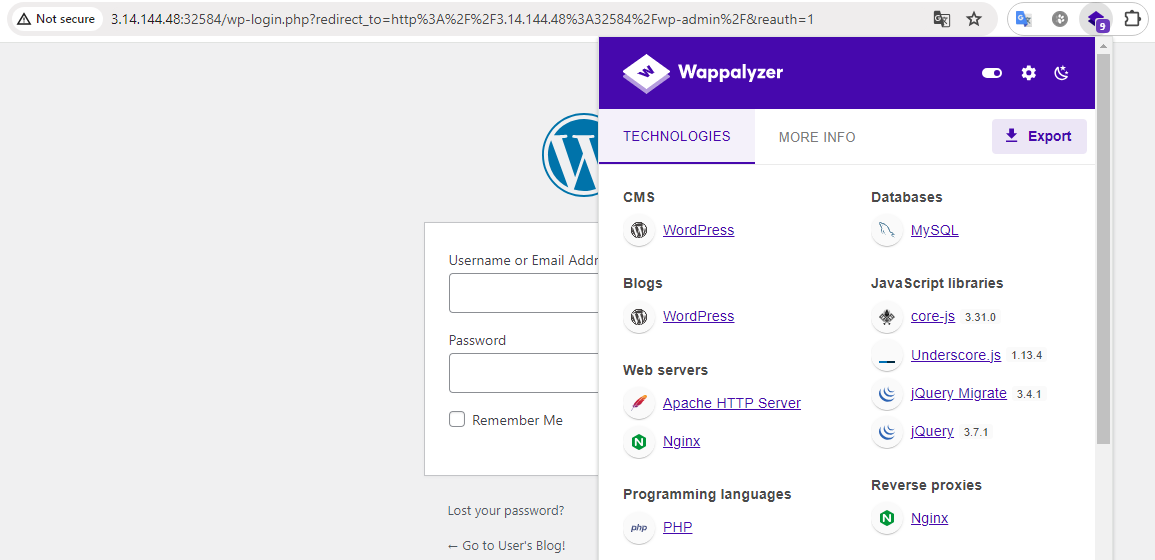 Not secure
3.14.144.48:32584/wp-login.php?redirect_to=http%3A%2F%2F3.14.144.48%3A32584%2Fwp-admin%2F&reauth=1
9
Wappalyzer
TECHNOLOGIES
MORE INFO
Export
Username or Email Addr
Password
Remember Me
Lost your password?
← Go to User's Blog!
CMS
WordPress
Blogs
WordPress
Web servers
Apache HTTP Server
Nginx
Programming languages
php PHP
Databases
MySQL
JavaScript libraries
core-js 3.31.0
Underscore.js 1.13.4
jQuery Migrate 3.4.1
jQuery 3.7.1
Reverse proxies
Nginx